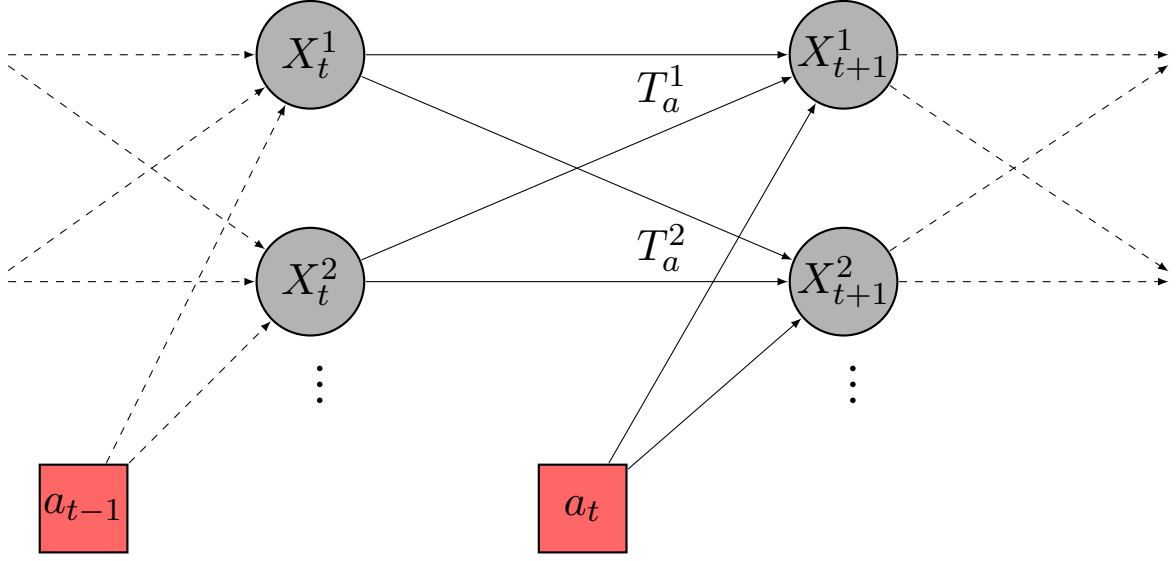 X_t^1
X_{t+1}^1
T_a^1
T_a^2
X_t^2
X_{t+1}^2
⋮
⋮
a_{t−1}
a_t